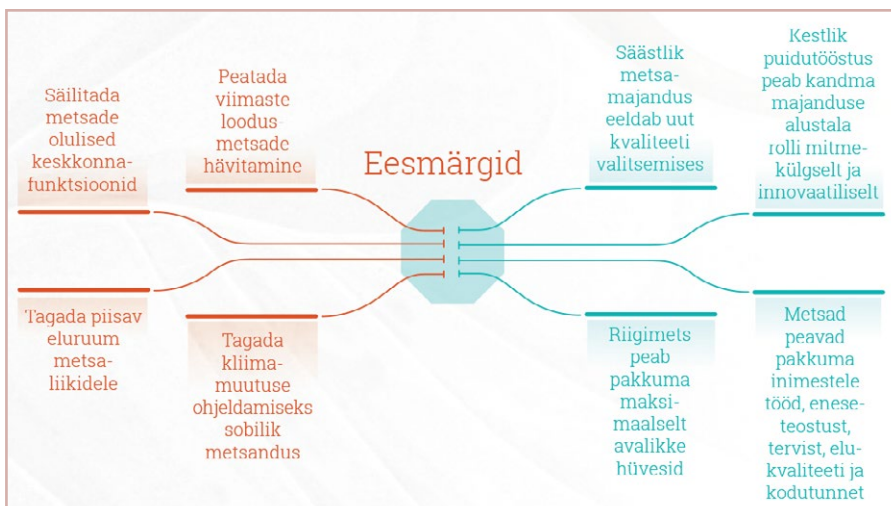 Eesmärgid
Säilitada
metsade
olulised
keskkonna-
funktsioonid
Peatada
viimaste
loodus-
metsade
hävitamine
Säästlik
metsa-
majandus
eeldab uut
kvaliteeti
valitsemises
Kestlik
puidutööstus
peab kandma
majanduse
alustala
rolli mitme-
külgselt ja
innovaatiliselt
Tagada piisav
eluruum
metsa-
liikidele
Tagada
kliima-
muutuse
ohjeldamiseks
sobilik
metsandus
Riigimets
peab
pakkuma
maksi-
maalselt
avalikke
hüvesid
Metsad
peavad
pakkuma
inimestele
tööd, enese-
teostust,
tervist, elu-
kvaliteeti ja
kodutunnet